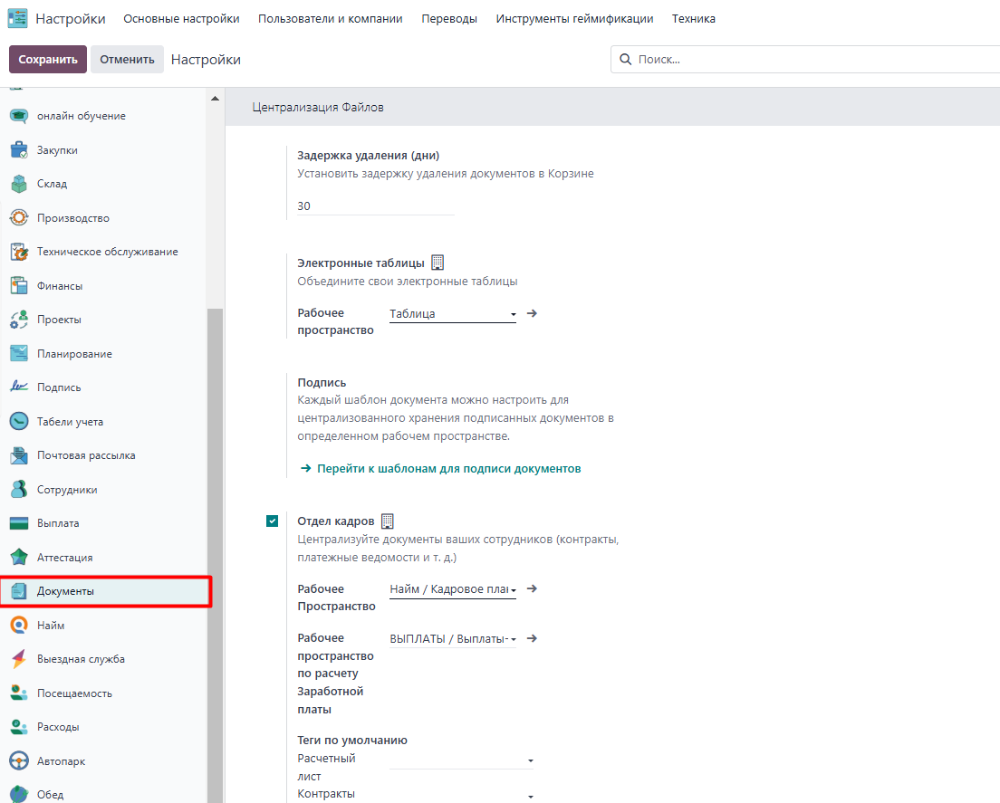 Настройки Основные настройки Пользователи и компании Переводы Инструменты геймификации Техника
Сохранить Отменить Настройки Поиск...
онлайн обучение
Закупки
Склад
Производство
Техническое обслуживание
Финансы
Проекты
Планирование
Подпись
Табели учета
Почтовая рассылка
Сотрудники
Выплата
Аттестация
Документы
Найм
Выездная служба
Посещаемость
Расходы
Автопарк
Обед
Централизация Файлов
Задержка удаления (дни)
Установить задержку удаления документов в Корзине
30
Электронные таблицы
Объедините свои электронные таблицы
Рабочее Таблица
пространство
Подпись
Каждый шаблон документа можно настроить для
централизованного хранения подписанных документов в
определенном рабочем пространстве.
Перейти к шаблонам для подписи документов
Отдел кадров
Централизуйте документы ваших сотрудников (контракты,
платежные ведомости и т. д.)
Рабочее Найм / Кадровое пла
Пространство
Рабочее ВЫПЛАТЫ / Выплаты-
пространство
по расчету
Заработной
платы
Теги по умолчанию
Расчетный
лист
Контракты